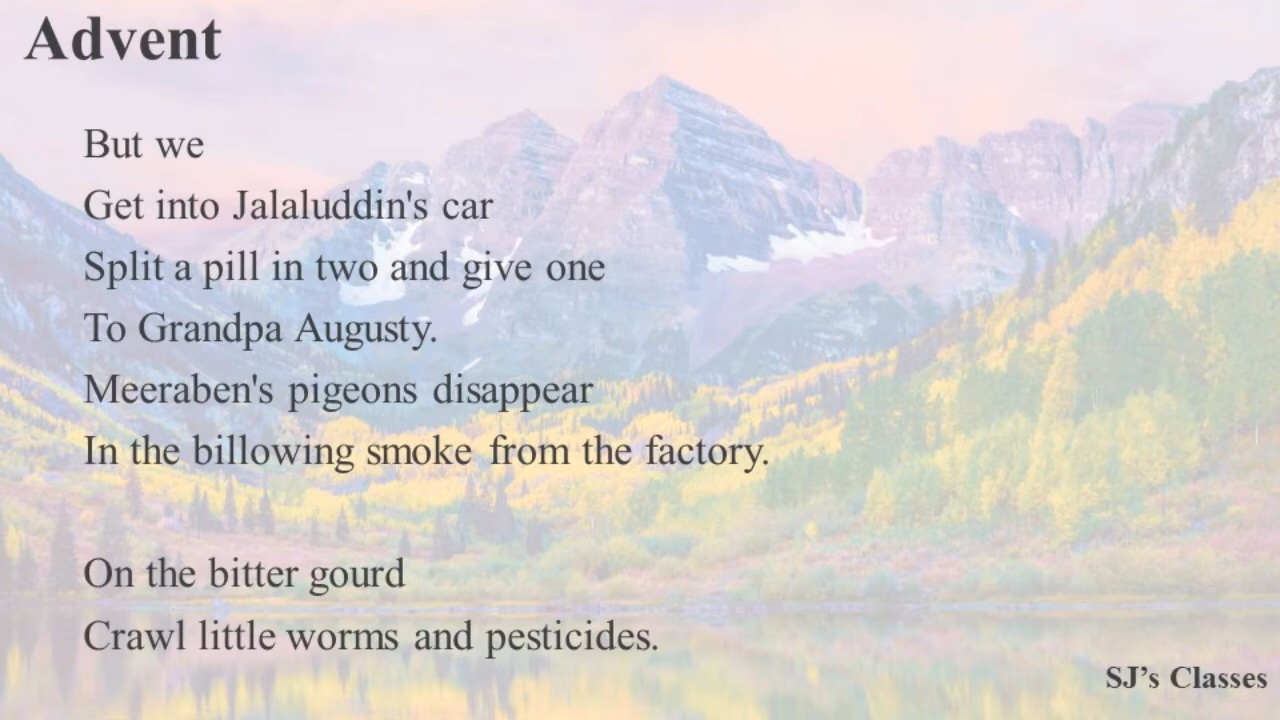 Advent
But we
Get into Jalaluddin's car
Split a pill in two and give one
To Grandpa Augusty.
Meeraben's pigeons disappear
In the billowing smoke from the factory.
On the bitter gourd
Crawl little worms and pesticides.
SJ’s Classes